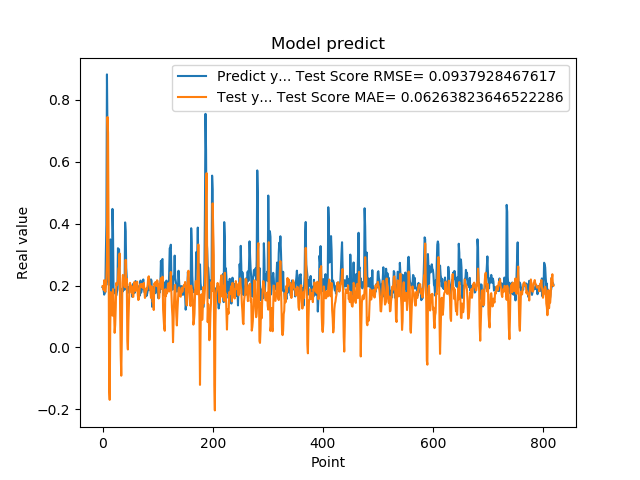 Model predict
Predict y... Test Score RMSE= 0.0937928467617
Test y... Test Score MAE= 0.06263823646522286
Real value
0.8
0.6
0.4
0.2
0.0
−0.2
0
200
400
600
800
Point